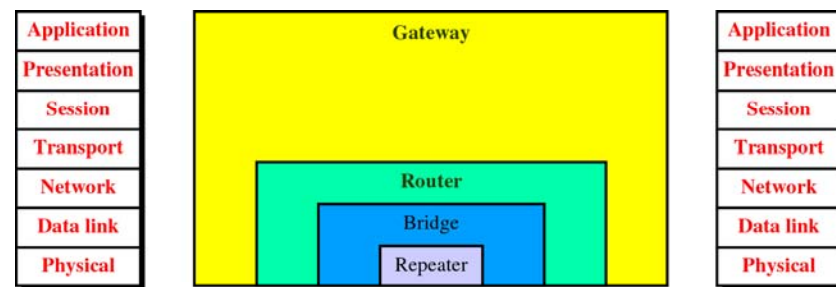 Application
Presentation
Session
Transport
Network
Data link
Physical
Gateway
Router
Bridge
Repeater
Application
Presentation
Session
Transport
Network
Data link
Physical